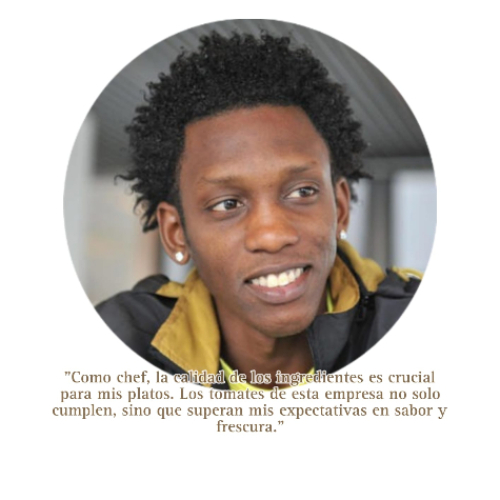 "Como chef, la calidad de los ingredientes es crucial
para mis platos. Los tomates de esta empresa no solo
cumplen, sino que superan mis expectativas en sabor y
frescura."